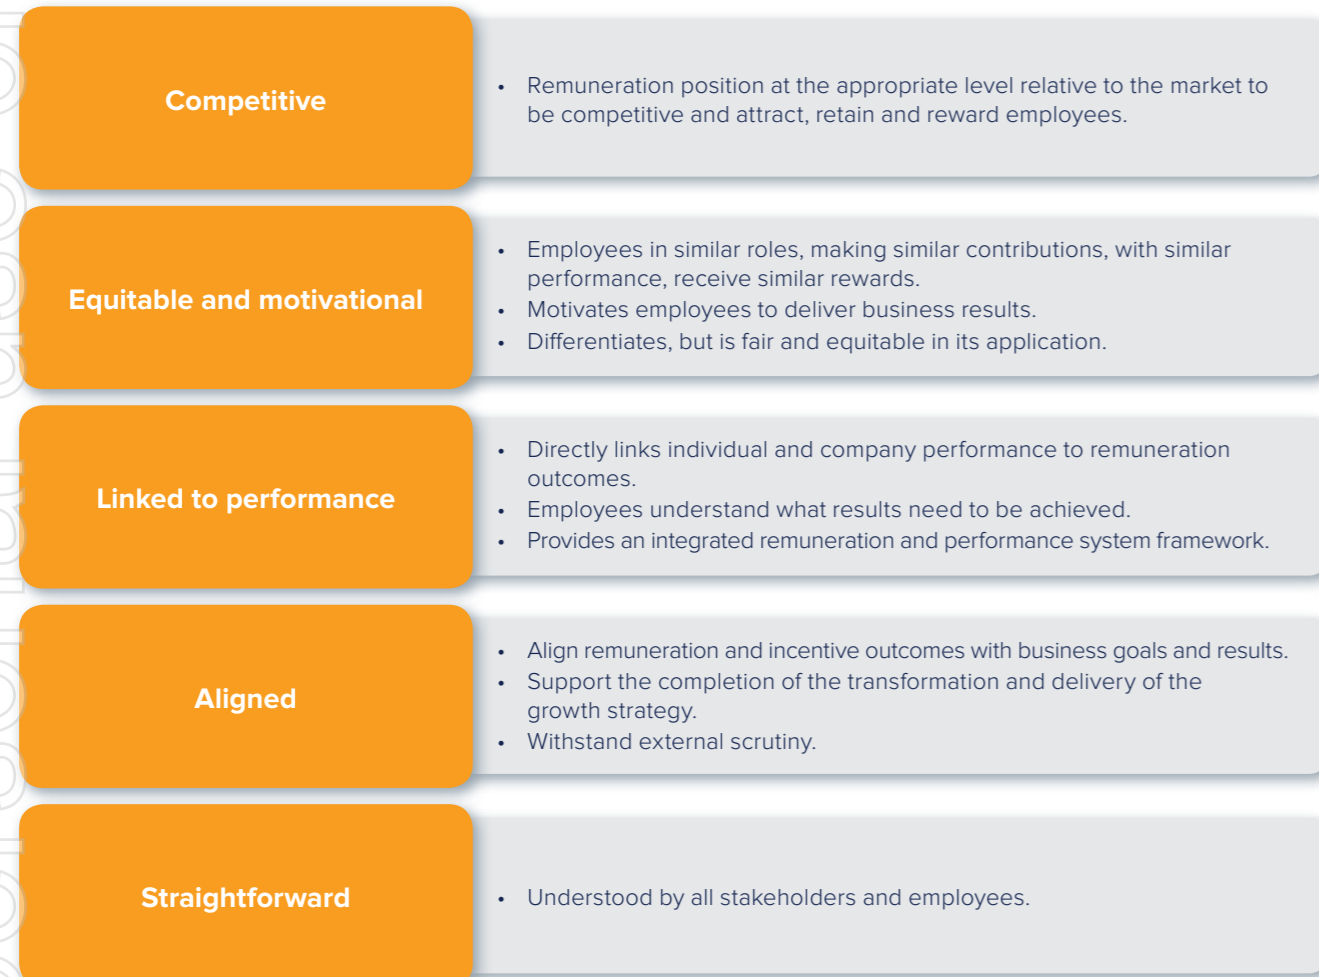 Competitive
• Remuneration position at the appropriate level relative to the market to
be competitive and attract, retain and reward employees.
Equitable and motivational
• Employees in similar roles, making similar contributions, with similar
performance, receive similar rewards.
• Motivates employees to deliver business results.
• Differentiates, but is fair and equitable in its application.
Linked to performance
• Directly links individual and company performance to remuneration
outcomes.
• Employees understand what results need to be achieved.
• Provides an integrated remuneration and performance system framework.
Aligned
• Align remuneration and incentive outcomes with business goals and results.
• Support the completion of the transformation and delivery of the
growth strategy.
• Withstand external scrutiny.
Straightforward
• Understood by all stakeholders and employees.